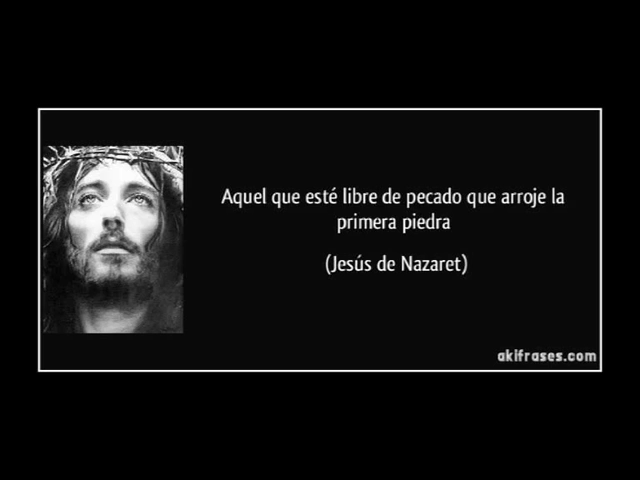 Aquel que esté libre de pecado que arroje la
primera piedra
(Jesús de Nazaret)
akifrases.com